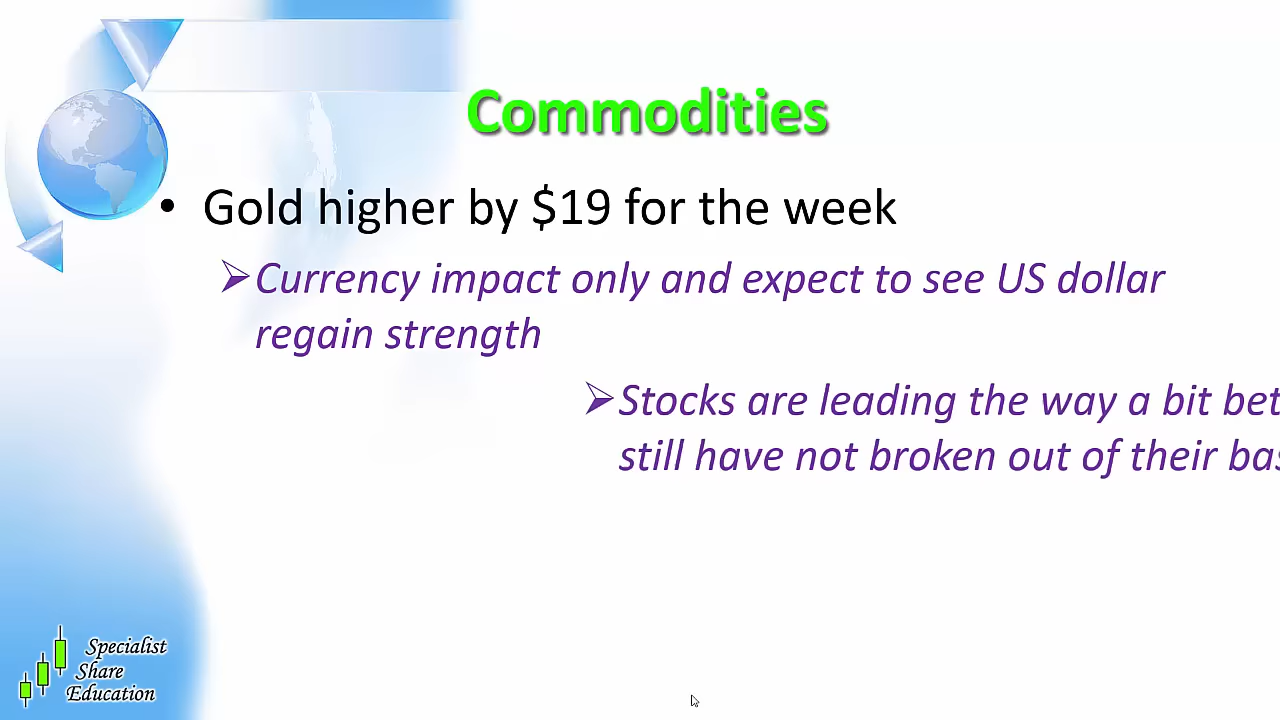 Commodities
• Gold higher by $19 for the week
➢Currency impact only and expect to see US dollar
regain strength
➢Stocks are leading the way a bit
still have not broken out of their
Specialist
Share
Education